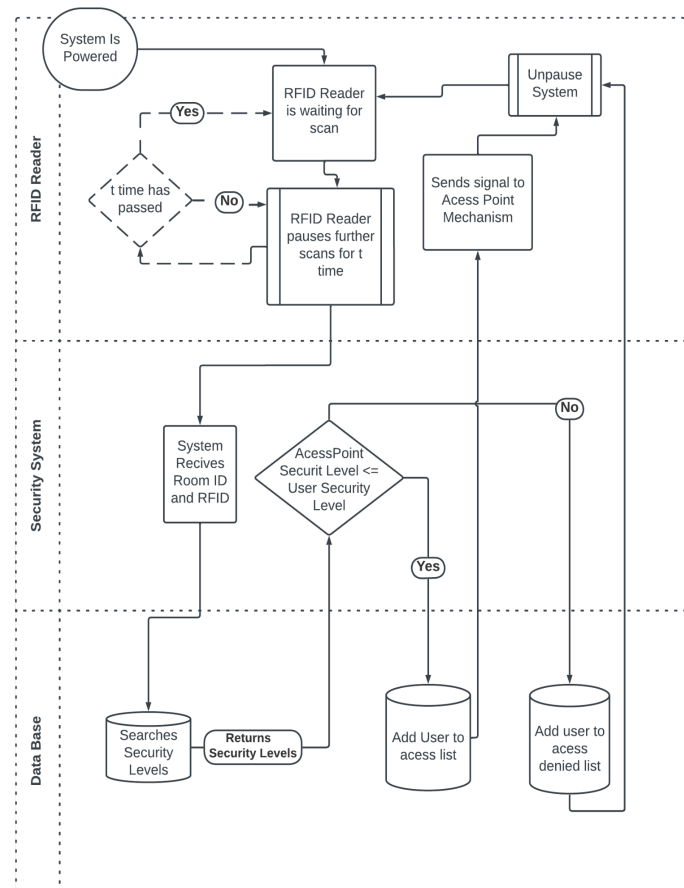 System Is
Powered
RFID Reader
RFID Reader
is waiting for
scan
Unpause
System
Yes
t time has
passed
No
RFID Reader
pauses further
scans for t
time
Sends signal to
Acess Point
Mechanism
Security System
System
Recives
Room ID
and RFID
AcessPoint
Securit Level <=
User Security
Level
No
Yes
Data Base
Searches
Security
Levels
Returns
Security Levels
Add User to
acess list
Add user to
acess
denied list